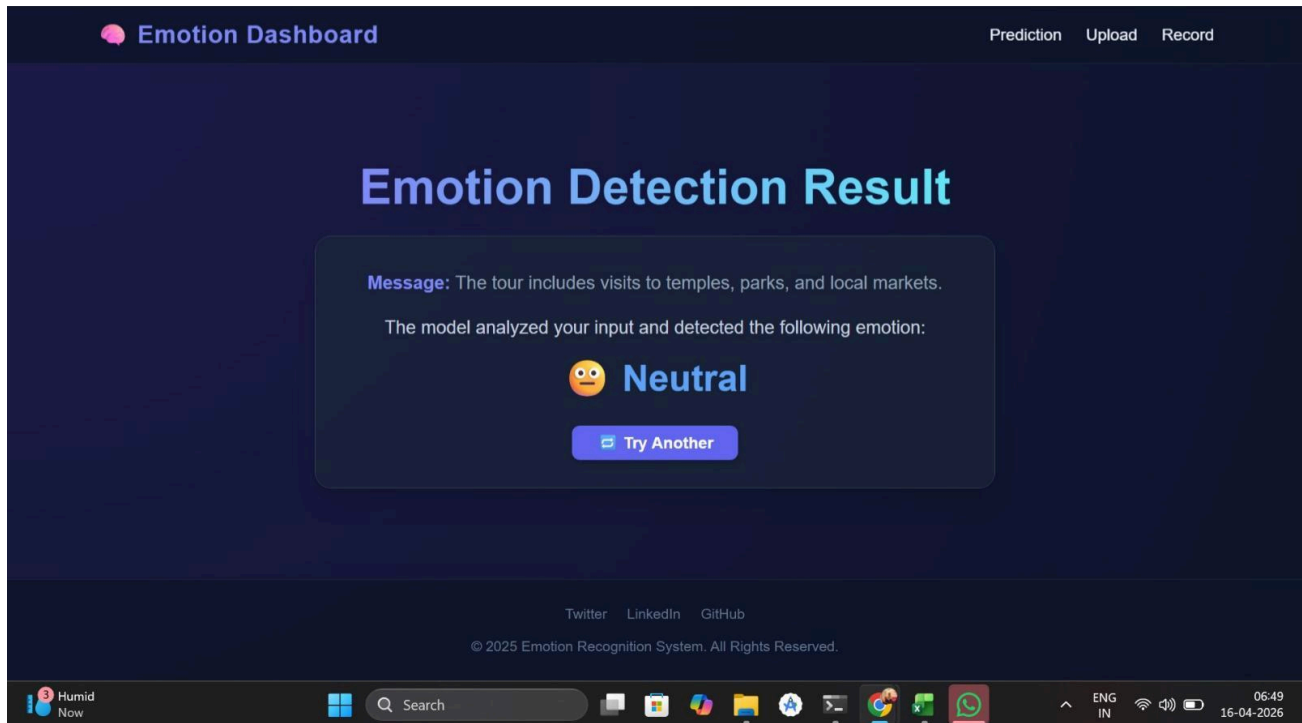 Emotion Dashboard
Prediction Upload Record
Emotion Detection Result
Message: The tour includes visits to temples, parks, and local markets.
The model analyzed your input and detected the following emotion:
Neutral
Try Another
Twitter LinkedIn GitHub
© 2025 Emotion Recognition System. All Rights Reserved.
3
Humid
Now
Search
ENG
IN
06:49
16-04-2026